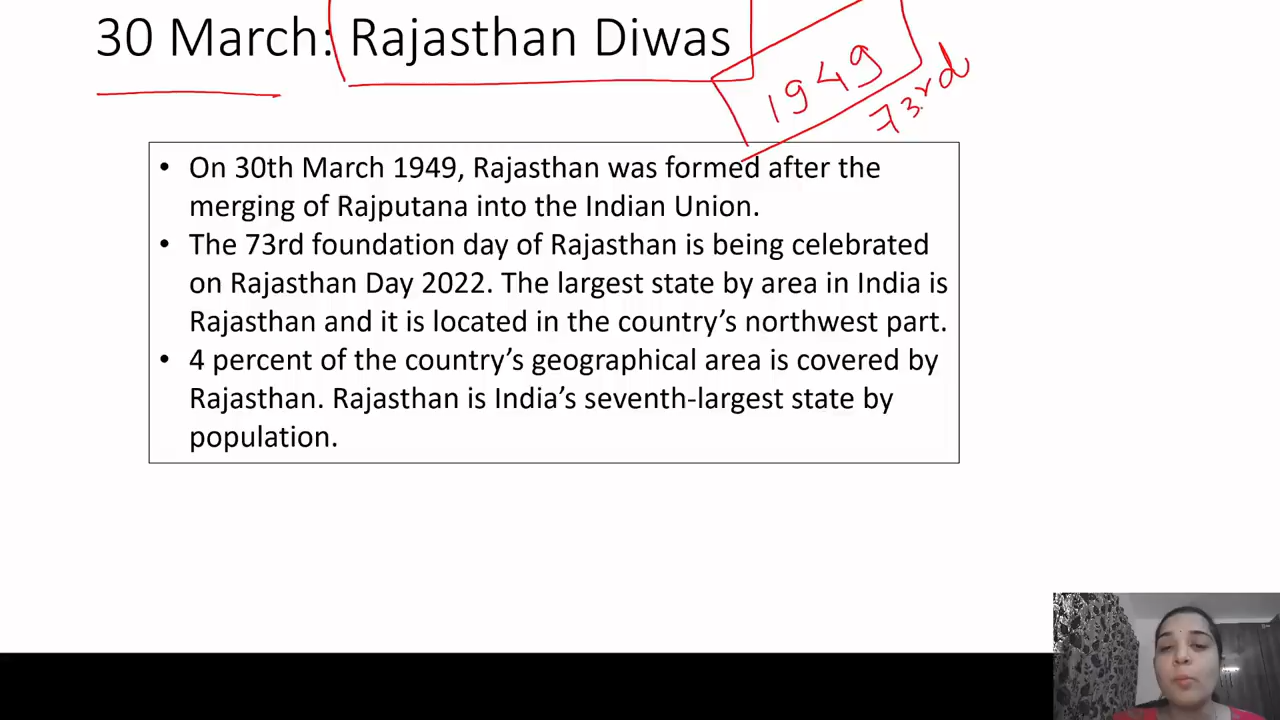 30 March: Rajasthan Diwas
1949
73rd
• On 30th March 1949, Rajasthan was formed after the
merging of Rajputana into the Indian Union.
• The 73rd foundation day of Rajasthan is being celebrated
on Rajasthan Day 2022. The largest state by area in India is
Rajasthan and it is located in the country’s northwest part.
• 4 percent of the country’s geographical area is covered by
Rajasthan. Rajasthan is India’s seventh-largest state by
population.